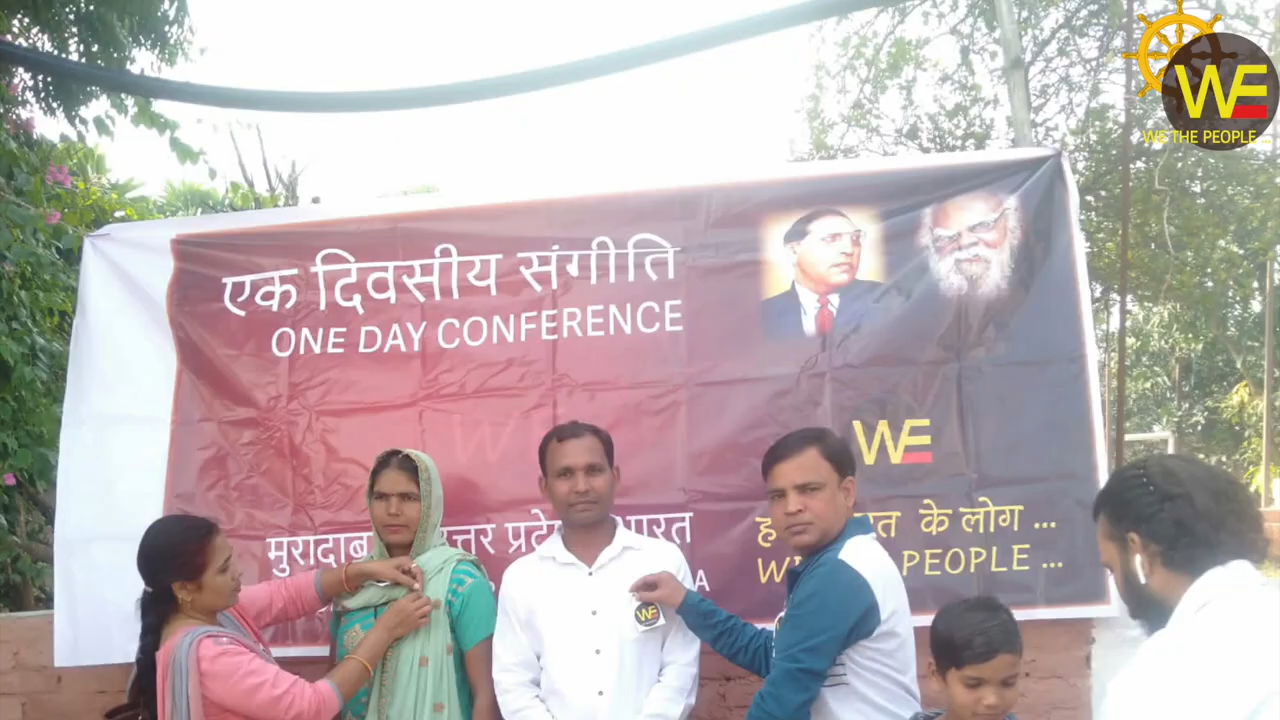 WE
WE THE PEOPLE ...
एक दिवसीय संगीति
ONE DAY CONFERENCE
WE
मुरादाब
के लोग ...
PEOPLE ...
WE